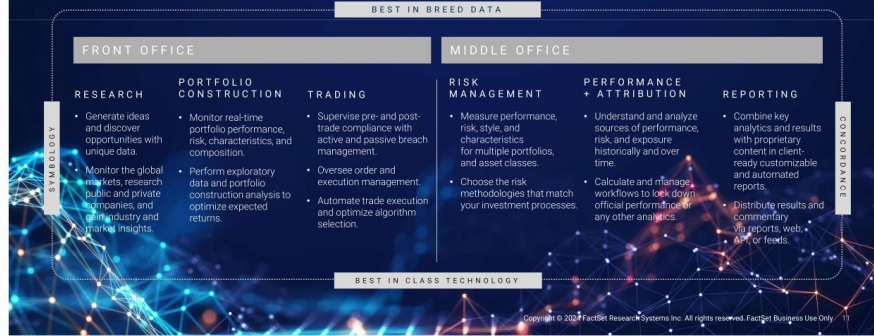 BEST IN BREED DATA
FRONT OFFICE
MIDDLE OFFICE
SYMBOLOGY
RESEARCH
• Generate ideas
and discover
opportunities with
unique data.
• Monitor the global
markets, research
public and private
companies, and
gain industry and
market insights.
PORTFOLIO
CONSTRUCTION
• Monitor real-time
portfolio performance,
risk, characteristics, and
composition.
• Perform exploratory
data and portfolio
construction analysis to
optimize expected
returns.
TRADING
• Supervise pre- and post-
trade compliance with
active and passive breach
management.
• Oversee order and
execution management.
• Automate trade execution
and optimize algorithm
selection.
RISK
MANAGEMENT
• Measure performance,
risk, style, and
characteristics
for multiple portfolios,
and asset classes.
• Choose the risk
methodologies that match
your investment processes.
PERFORMANCE
+ ATTRIBUTION
• Understand and analyze
sources of performance,
risk, and exposure
historically and over
time.
• Calculate and manage
workflows to lock down
official performance or
any other analytics.
REPORTING
• Combine key
analytics and results
with proprietary
content in client-
ready customizable
and automated
reports.
• Distribute results and
commentary
via reports, web,
API, or feeds.
CONCORDANCE
BEST IN CLASS TECHNOLOGY
Copyright © 2024 FactSet Research Systems Inc. All rights reserved. FactSet Business Use Only 11